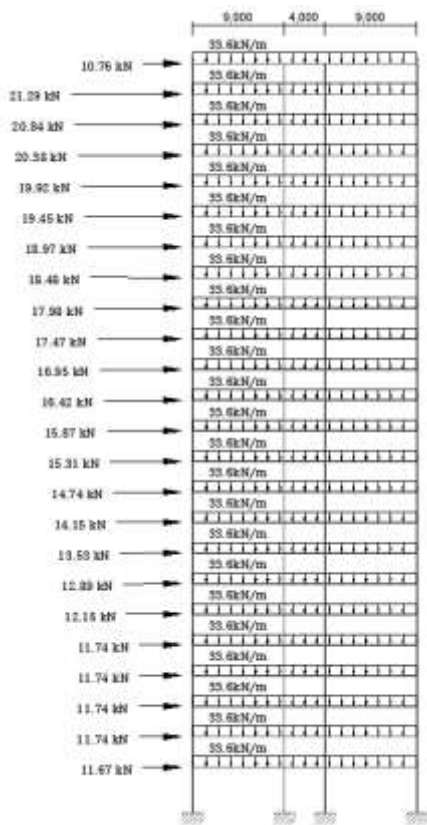 9,000 4,000 9,000
33.6kN/m
10.76 kN
33.6kN/m
21.29 kN
33.6kN/m
20.84 kN
33.6kN/m
20.38 kN
33.6kN/m
19.92 kN
33.6kN/m
19.45 kN
33.6kN/m
18.97 kN
33.6kN/m
18.48 kN
33.6kN/m
17.98 kN
33.6kN/m
17.47 kN
33.6kN/m
16.95 kN
33.6kN/m
16.42 kN
33.6kN/m
15.87 kN
33.6kN/m
15.31 kN
33.6kN/m
14.74 kN
33.6kN/m
14.15 kN
33.6kN/m
13.53 kN
33.6kN/m
12.89 kN
33.6kN/m
12.16 kN
33.6kN/m
11.74 kN
33.6kN/m
11.74 kN
33.6kN/m
11.74 kN
33.6kN/m
11.74 kN
33.6kN/m
11.67 kN